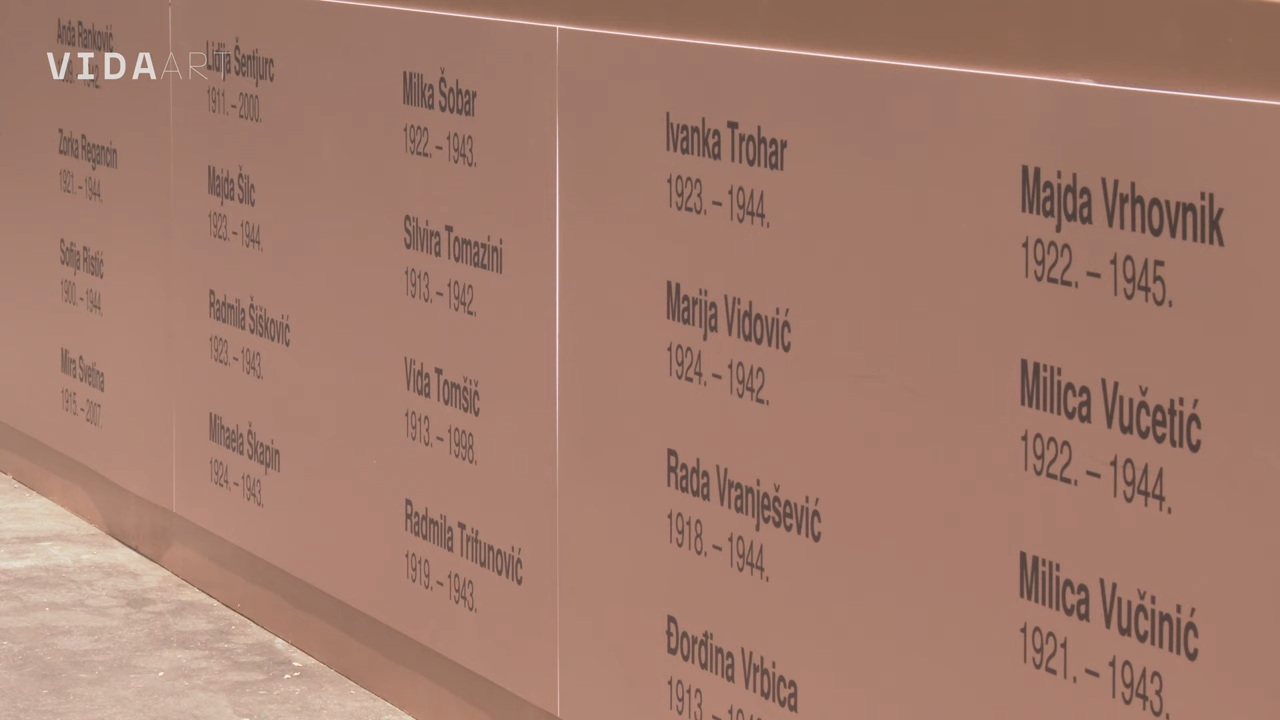 VIDAART
Anđa Ranković
Zorka Regancin
1921. – 1944.
Sofija Ristić
1900. – 1944.
Mira Svetina
1915. – 2007.
Lidija Šentjurc
1911. – 2000.
Majda Šilc
1923. – 1944.
Radmila Šišković
1923. – 1943.
Mihaela Škapin
1924. – 1943.
Milka Šobar
1922. – 1943.
Silvira Tomazini
1913. – 1942.
Vida Tomšič
1913. – 1998.
Radmila Trifunović
1919. – 1943.
Ivanka Trohar
1923. – 1944.
Marija Vidović
1924. – 1942.
Rada Vranješević
1918. – 1944.
Đorđina Vrbica
1913. –
Majda Vrhovnik
1922. – 1945.
Milica Vučetić
1922. – 1944.
Milica Vučinić
1921. – 1943.